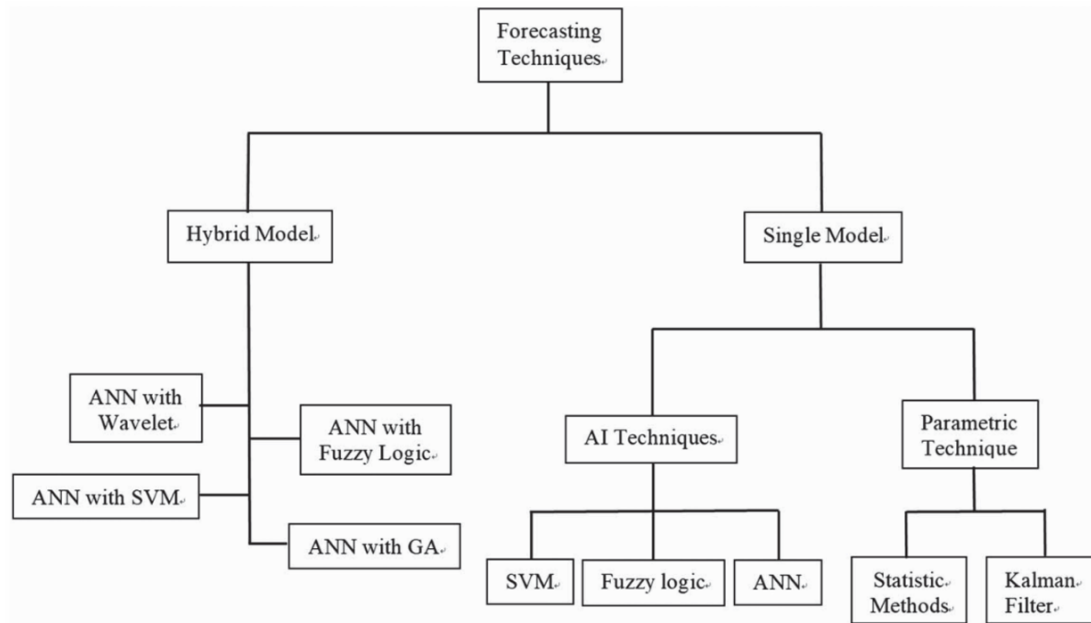 Forecasting
Techniques
Hybrid Model
Single Model
ANN with
Wavelet
ANN with
Fuzzy Logic
ANN with SVM
ANN with GA
AI Techniques
Parametric
Technique
SVM
Fuzzy logic
ANN
Statistic
Methods
Kalman
Filter